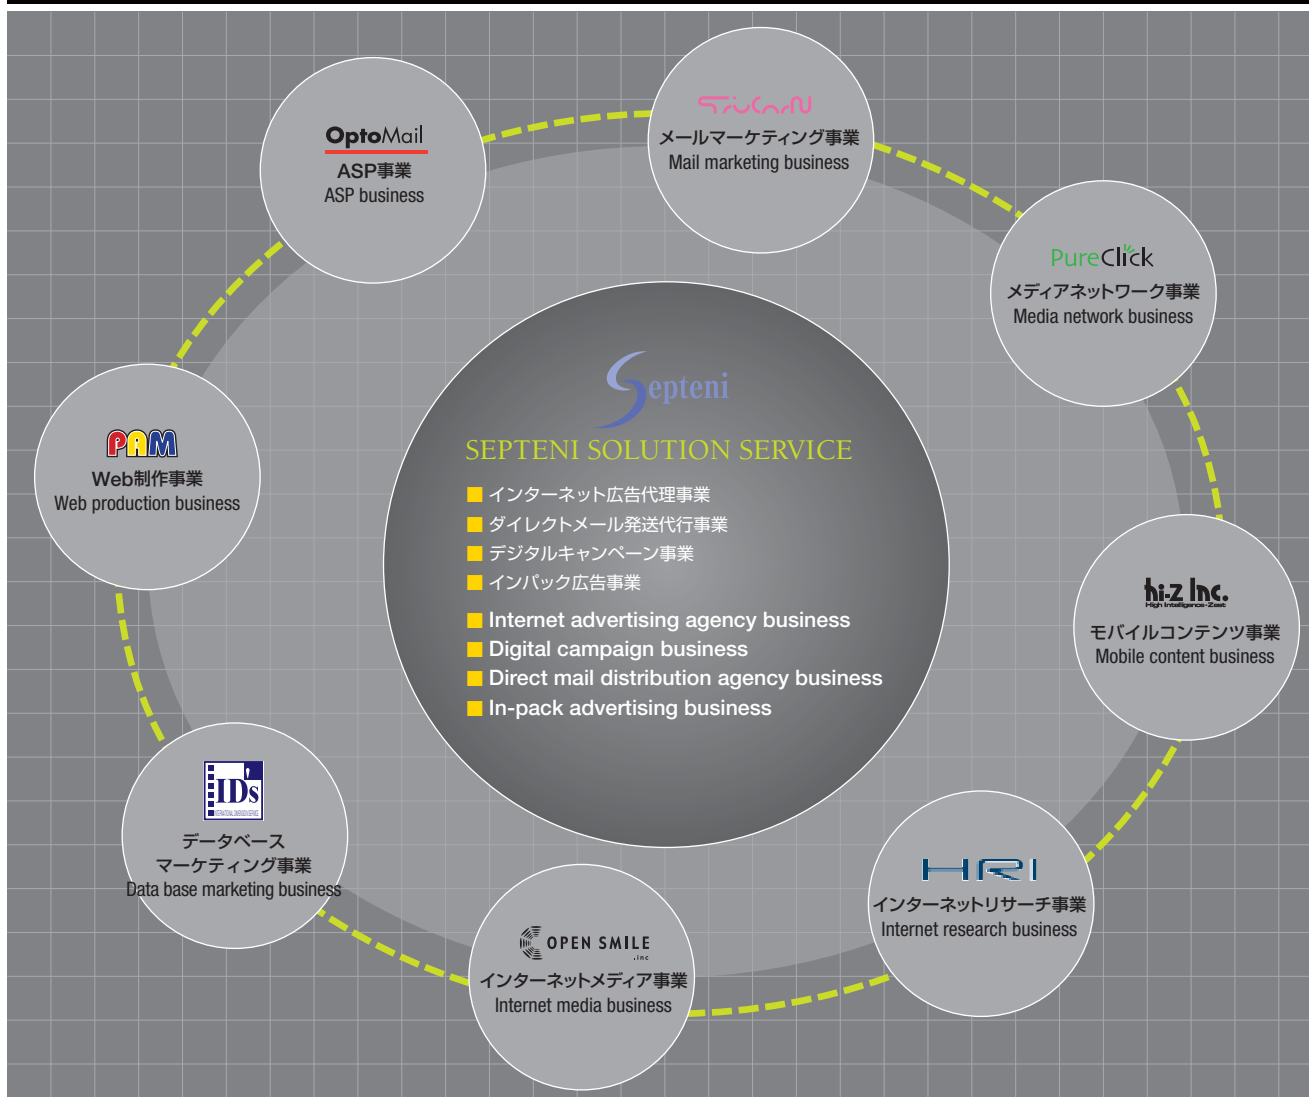 OptoMail
ASP事業
ASP business
メールマーケティング事業
Mail marketing business
PureClick
メディアネットワーク事業
Media network business
Septeni
SEPTENI SOLUTION SERVICE
インターネット広告代理事業
ダイレクトメール発送代行事業
デジタルキャンペーン事業
インパック広告事業
Internet advertising agency business
Digital campaign business
Direct mail distribution agency business
In-pack advertising business
PAM
Web制作事業
Web production business
hi-z Inc.
High Intelligence-Zest
モバイルコンテンツ事業
Mobile content business
ID's
データベース
マーケティング事業
Data base marketing business
HRI
インターネットリサーチ事業
Internet research business
OPEN SMILE
.inc
インターネットメディア事業
Internet media business